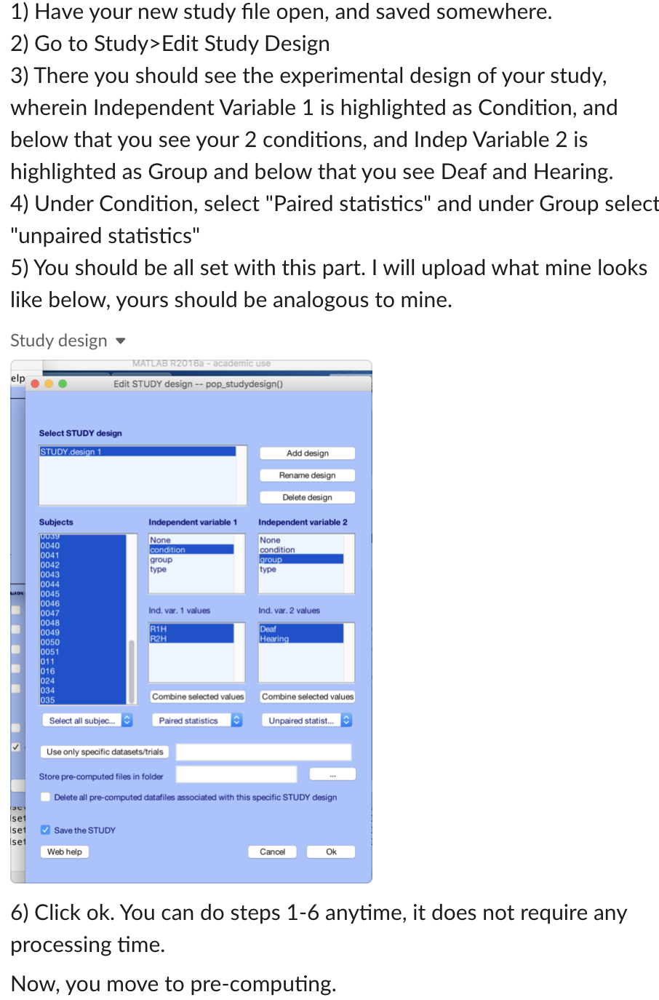 1) Have your new study file open, and saved somewhere.
2) Go to Study>Edit Study Design
3) There you should see the experimental design of your study,
wherein Independent Variable 1 is highlighted as Condition, and
below that you see your 2 conditions, and Indep Variable 2 is
highlighted as Group and below that you see Deaf and Hearing.
4) Under Condition, select "Paired statistics" and under Group select
"unpaired statistics"
5) You should be all set with this part. I will upload what mine looks
like below, yours should be analogous to mine.
Study design
MATLAB R2016a - academic use
elp
Edit STUDY design -- pop_studydesign()
Select STUDY design
STUDY.design 1
Add design
Rename design
Delete design
Subjects
0039
0040
0041
0042
0043
0044
0045
0046
0047
0048
0049
0050
0051
011
016
024
034
035
Select all subjec...
Independent variable 1
None
condition
group
type
Ind. var. 1 values
R1H
R2H
Combine selected values
Paired statistics
Independent variable 2
None
condition
group
type
Ind. var. 2 values
Deaf
Hearing
Combine selected values
Unpaired statist...
Use only specific datasets/trials
Store pre-computed files in folder
...
Delete all pre-computed datafiles associated with this specific STUDY design
Save the STUDY
Web help
Cancel
Ok
lset
lset
lset
6) Click ok. You can do steps 1-6 anytime, it does not require any
processing time.
Now, you move to pre-computing.